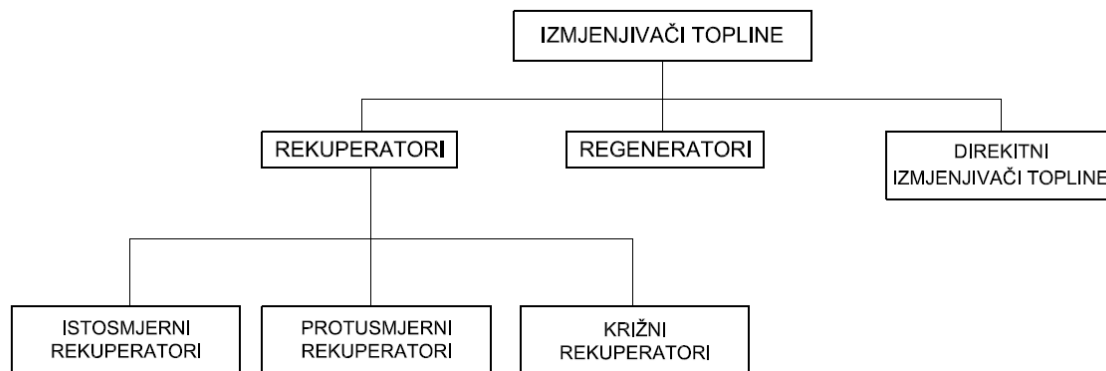 IZMJENJIVAČI TOPLINE
REKUPERATORI
REGENERATORI
DIREKITNI
IZMJENJIVAČI TOPLINE
ISTOSMJERNI
REKUPERATORI
PROTUSMJERNI
REKUPERATORI
KRIŽNI
REKUPERATORI